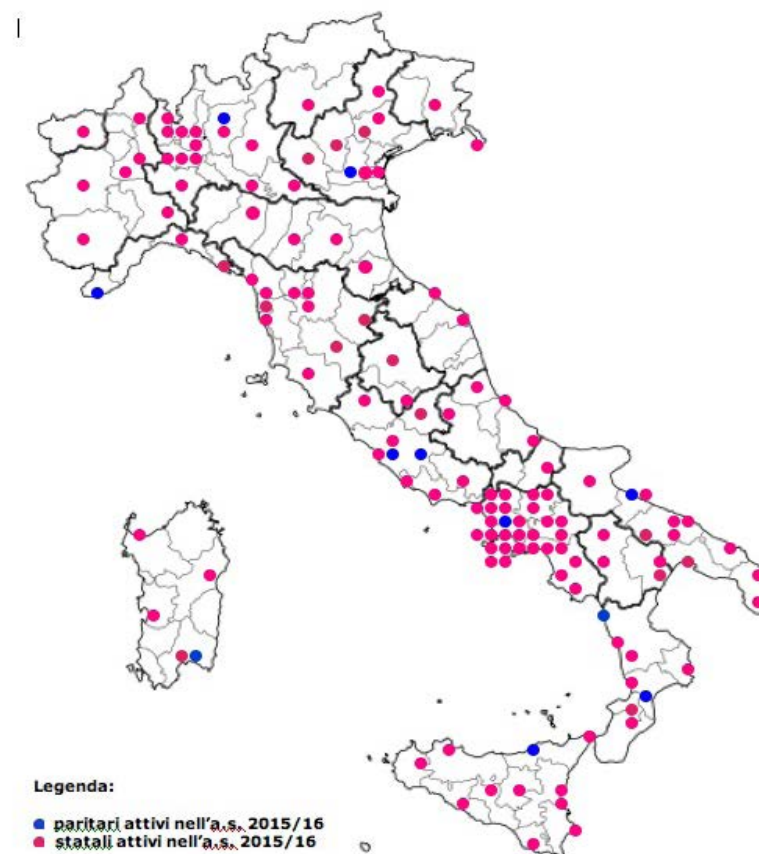 Legenda:
paritari attivi nell'a.s. 2015/16
statali attivi nell'a.s. 2015/16